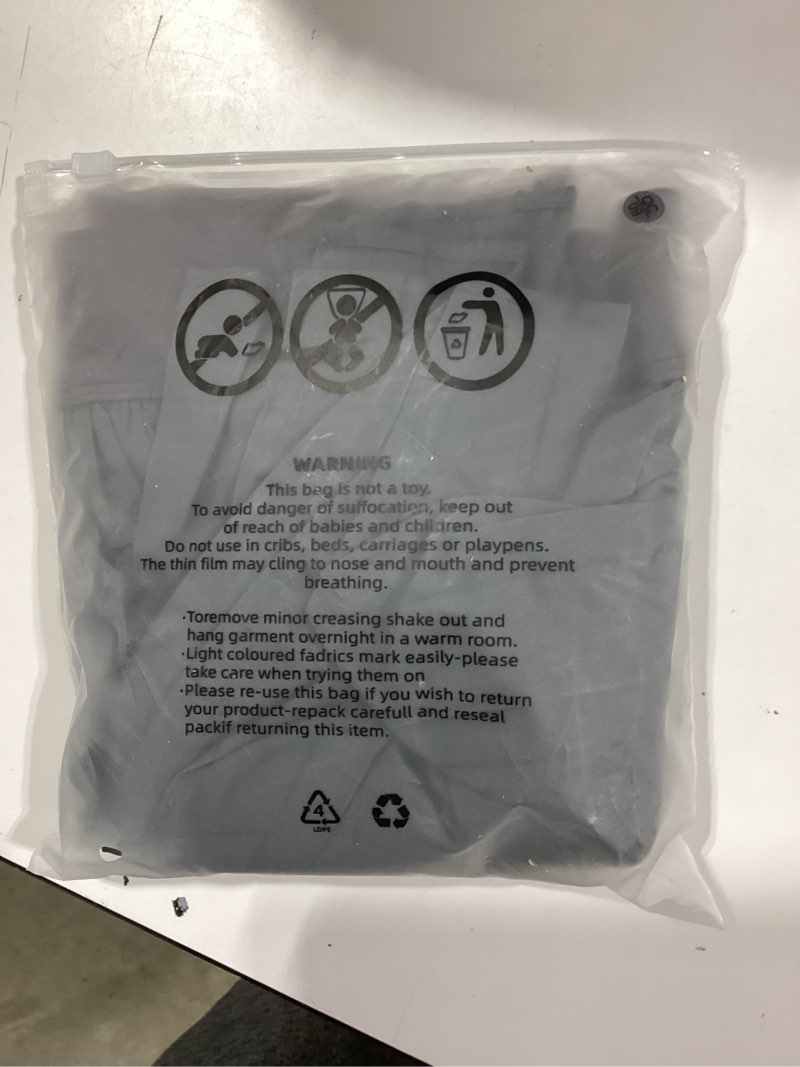 WARNING
This bag is not a toy.
To avoid danger of suffocation, keep out
of reach of babies and children.
Do not use in cribs, beds, carriages or playpens.
The thin film may cling to nose and mouth and prevent
breathing.
·Toremove minor creasing shake out and
hang garment overnight in a warm room.
·Light coloured fadrics mark easily-please
take care when trying them on
·Please re-use this bag if you wish to return
your product-repack carefull and reseal
packif returning this item.
4
LDPE